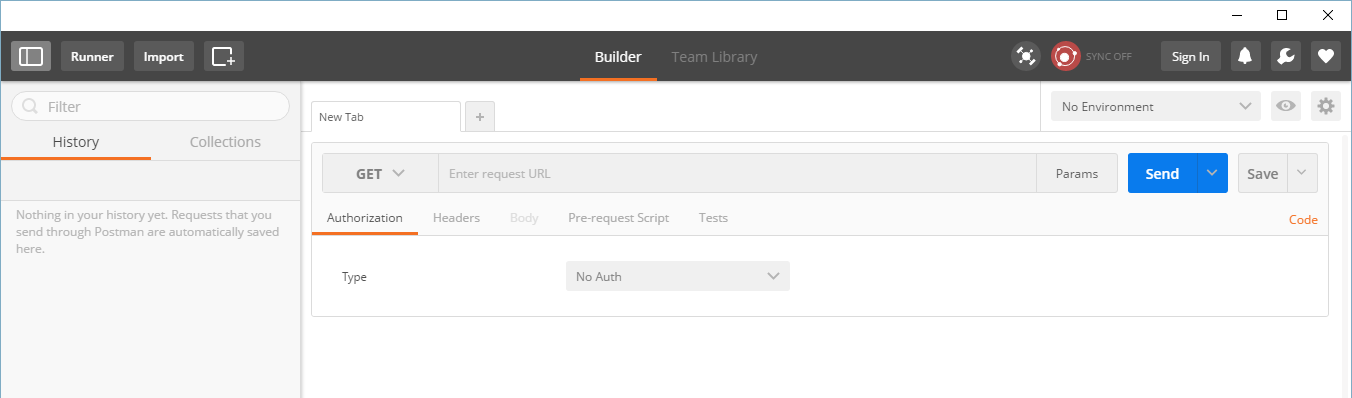 Runner
Import
Builder
Team Library
SYNC OFF
Sign In
Filter
History
Collections
Nothing in your history yet. Requests that you
send through Postman are automatically saved
here.
New Tab
+
No Environment
GET
Enter request URL
Params
Send
Save
Authorization
Headers
Body
Pre-request Script
Tests
Code
Type
No Auth